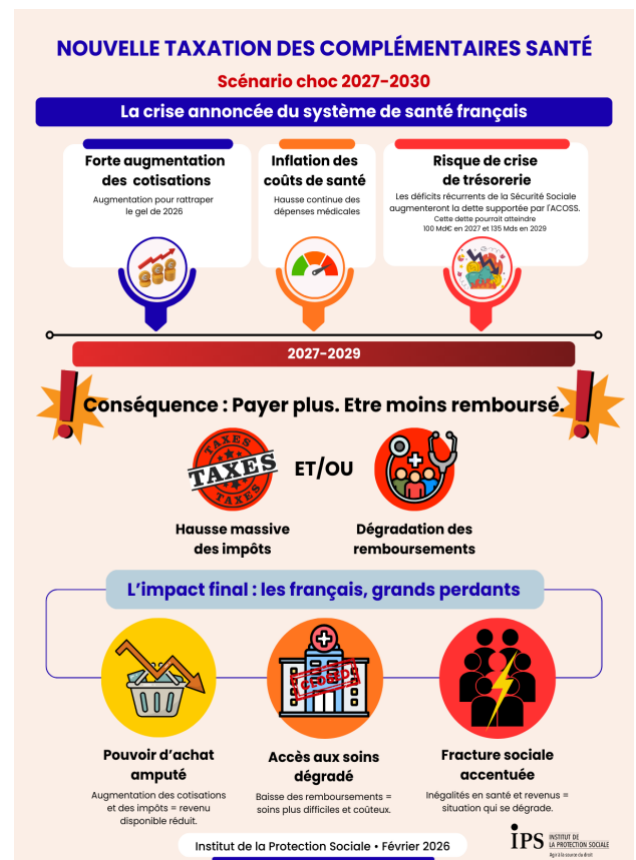 NOUVELLE TAXATION DES COMPLÉMENTAIRES SANTÉ
Scénario choc 2027-2030
La crise annoncée du système de santé français
Forte augmentation
des cotisations
Augmentation pour rattraper
le gel de 2026
Inflation des
coûts de santé
Hausse continue des
dépenses médicales
Risque de crise
de trésorerie
Les déficits récurrents de la Sécurité Sociale
augmenteront la dette supportée par l'ACOSS.
Cette dette pourrait atteindre
100 Md€ en 2027 et 135 Mds en 2029
2027-2029
Conséquence : Payer plus. Etre moins remboursé.
TAXES
TAXES
TAXES
ET/OU
Hausse massive
des impôts
Dégradation des
remboursements
L'impact final : les français, grands perdants
CLOSED
Pouvoir d'achat
amputé
Augmentation des cotisations
et des impôts = revenu
disponible réduit.
Accès aux soins
dégradé
Baisse des remboursements =
soins plus difficiles et coûteux.
Fracture sociale
accentuée
Inégalités en santé et revenus =
situation qui se dégrade.
Institut de la Protection Sociale • Février 2026
IPS
INSTITUT DE
LA PROTECTION SOCIALE
Agir à la source du droit